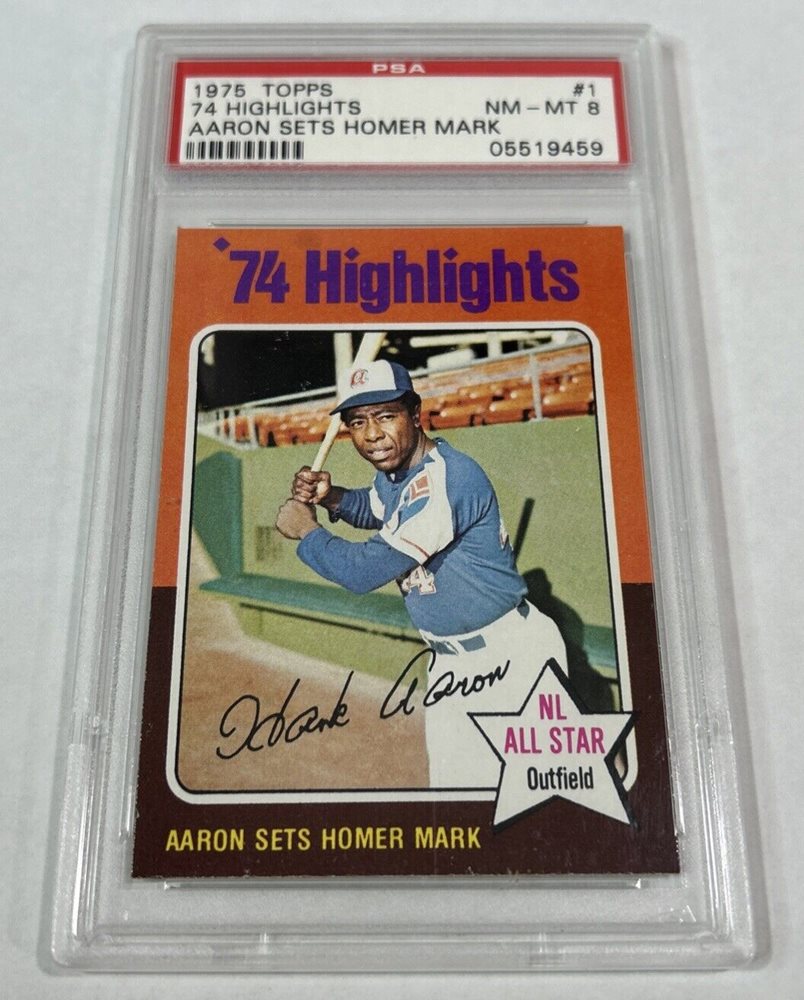 PSA
1975 TOPPS #1
74 HIGHLIGHTS NM - MT 8
AARON SETS HOMER MARK
05519459
'74 Highlights
a
4
Hank Aaron
NL
ALL STAR
Outfield
AARON SETS HOMER MARK